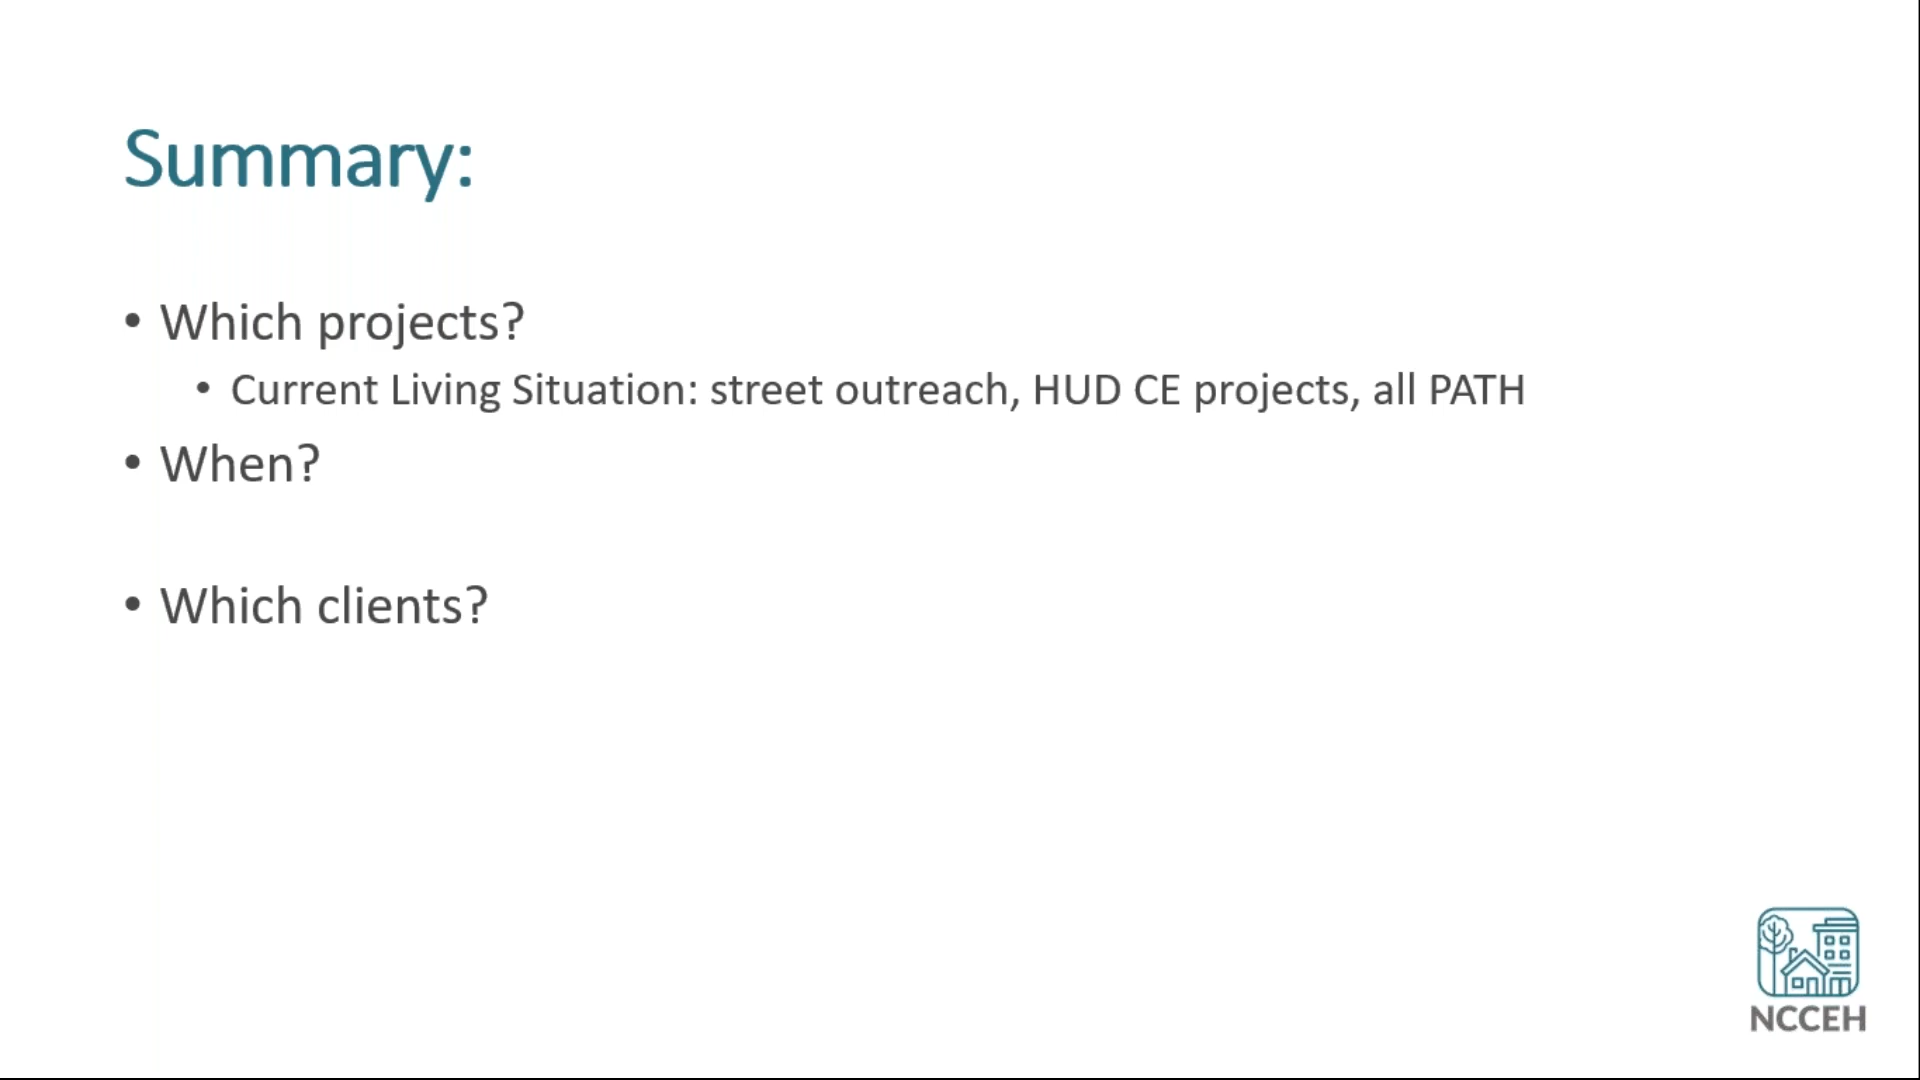 Summary:
• Which projects?
• Current Living Situation: street outreach, HUD CE projects, all PATH
• When?
• Which clients?
NCCEH